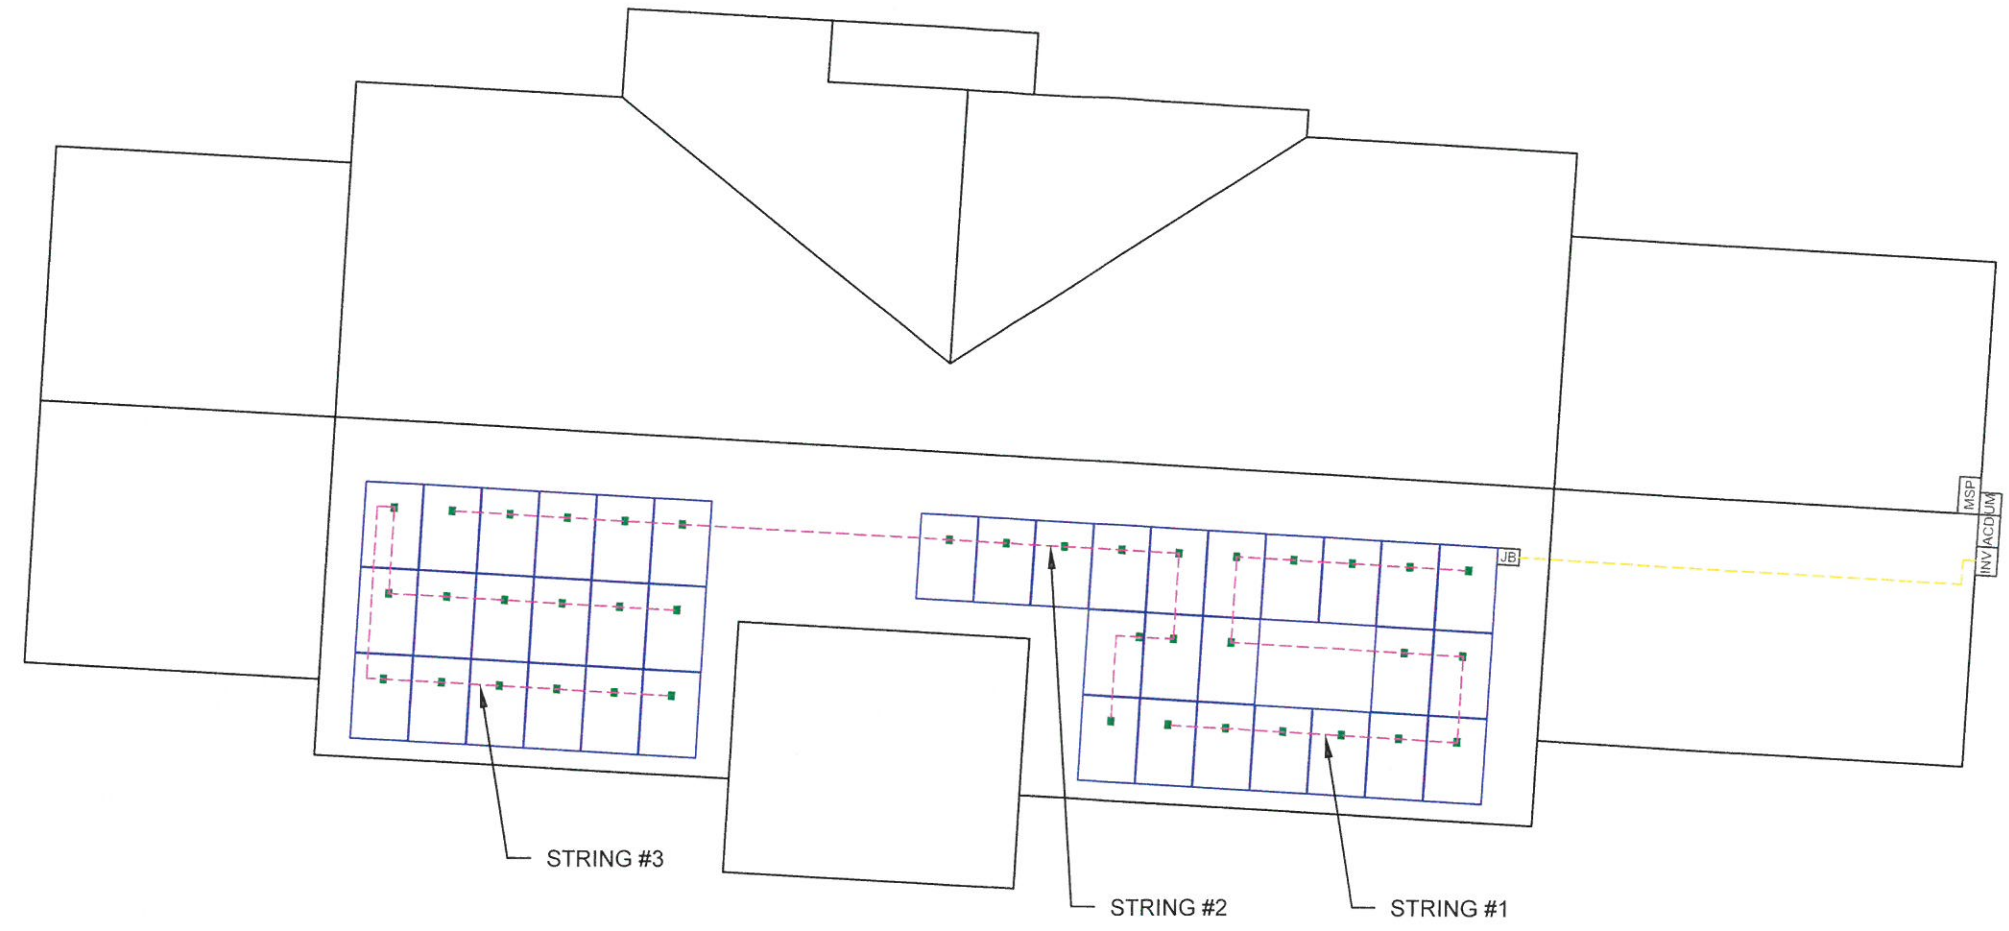 MSP
UM
ACD
INV
JB
STRING #3
STRING #2
STRING #1